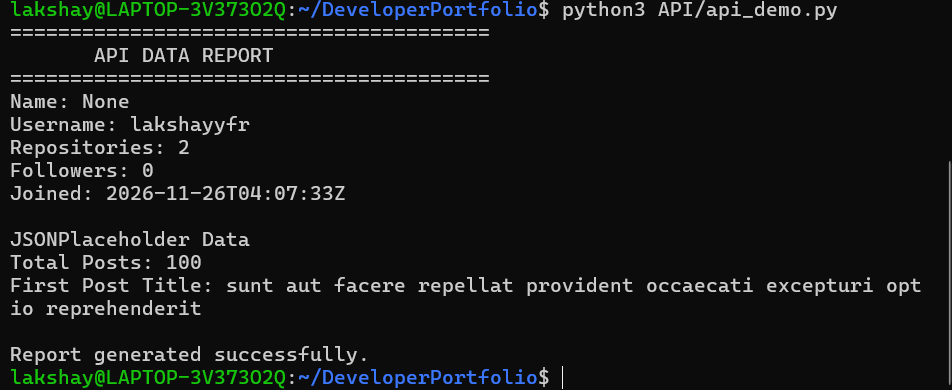 lakshay@LAPTOP-3V373O2Q:~/DeveloperPortfolio$ python3 API/api_demo.py
========================================
       API DATA REPORT
========================================
Name: None
Username: lakshayyfr
Repositories: 2
Followers: 0
Joined: 2026-11-26T04:07:33Z

JSONPlaceholder Data
Total Posts: 100
First Post Title: sunt aut facere repellat provident occaecati excepturi opt
io reprehenderit

Report generated successfully.
lakshay@LAPTOP-3V373O2Q:~/DeveloperPortfolio$